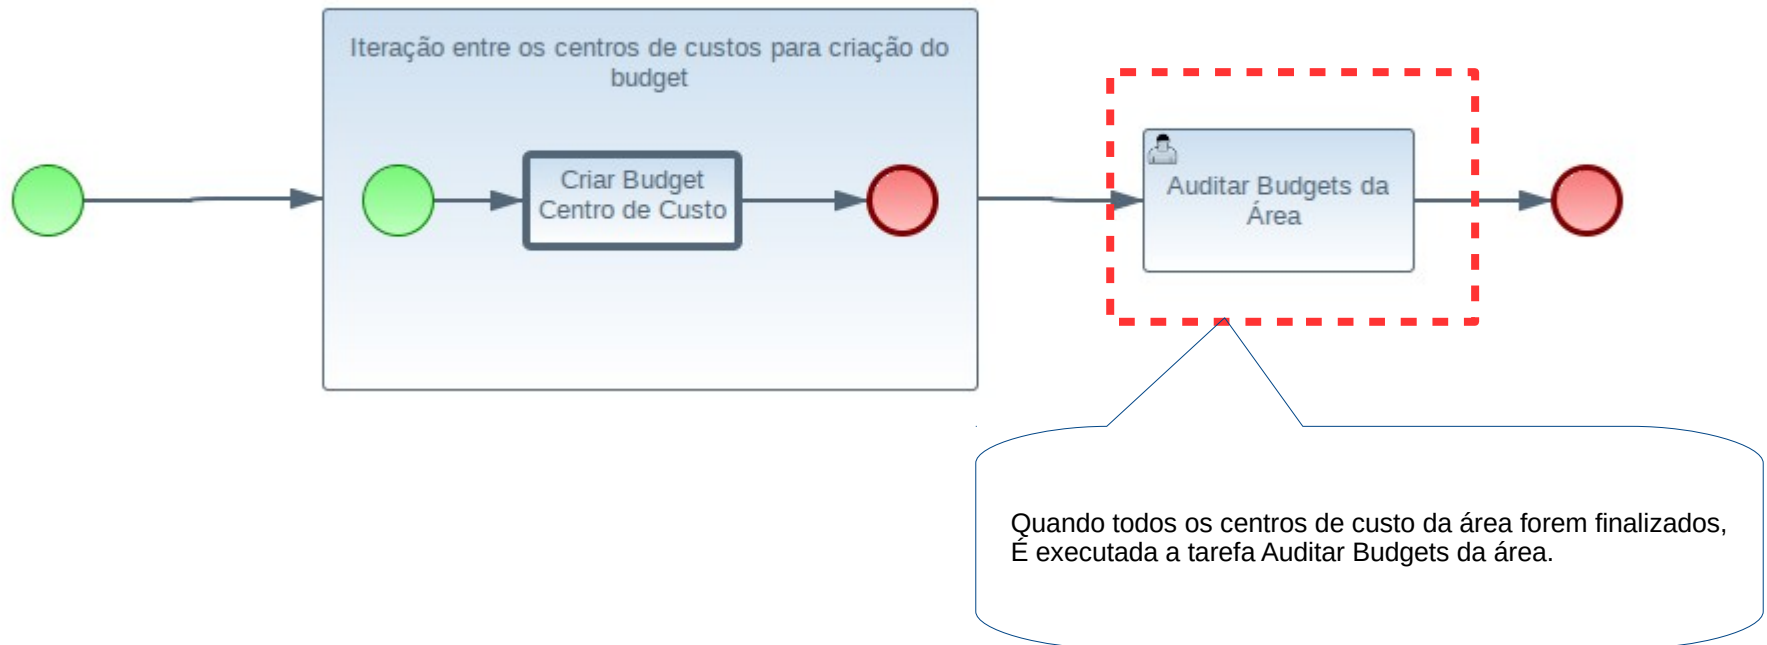 Iteração entre os centros de custos para criação do
budget
Criar Budget
Centro de Custo
Auditar Budgets da
Área
Quando todos os centros de custo da área forem finalizados,
É executada a tarefa Auditar Budgets da área.